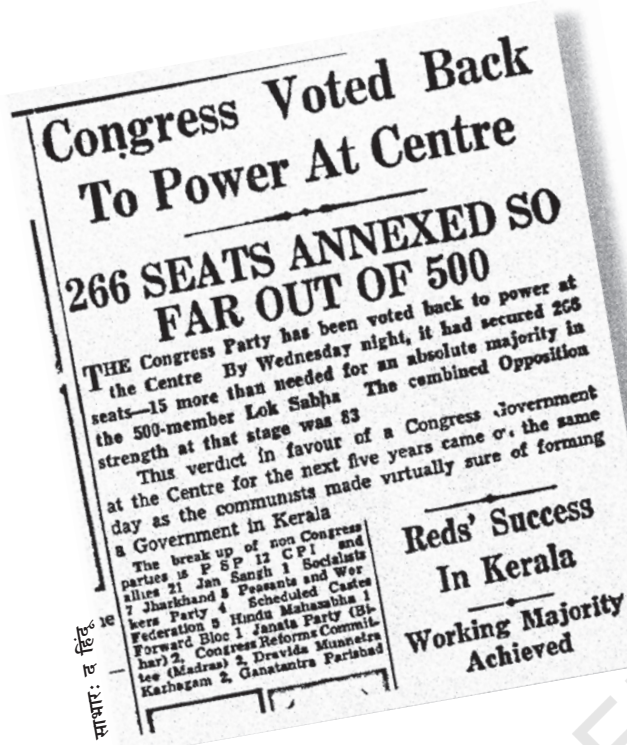 Congress Voted Back
To Power At Centre
266 SEATS ANNEXED SO
FAR OUT OF 500
THE Congress Party has been voted back to power at
the Centre By Wednesday night, it had secured 266
seats—15 more than needed for an absolute majority in
the 500-member Lok Sabha The combined Opposition
strength at that stage was 83
This verdict in favour of a Congress Government
at the Centre for the next five years came on the same
day as the communists made virtually sure of forming
a Government in Kerala
The break up of non Congress
parties is P S P 12 C P I and
allies 21 Jan Sangh 1 Socialists
7 Jharkhand 5 Peasants and Wor
kers Party 4 Scheduled Castes
Federation 5 Hindu Mahasabha 1
Forward Bloc 1 Janata Party (Bi-
har) 2, Congress Reforms Commit-
tee (Madras) 2, Dravida Munnetra
Kazhagam 2, Ganatantra Parishad
Reds' Success
In Kerala
Working Majority
Achieved
साभार: द हिंदू